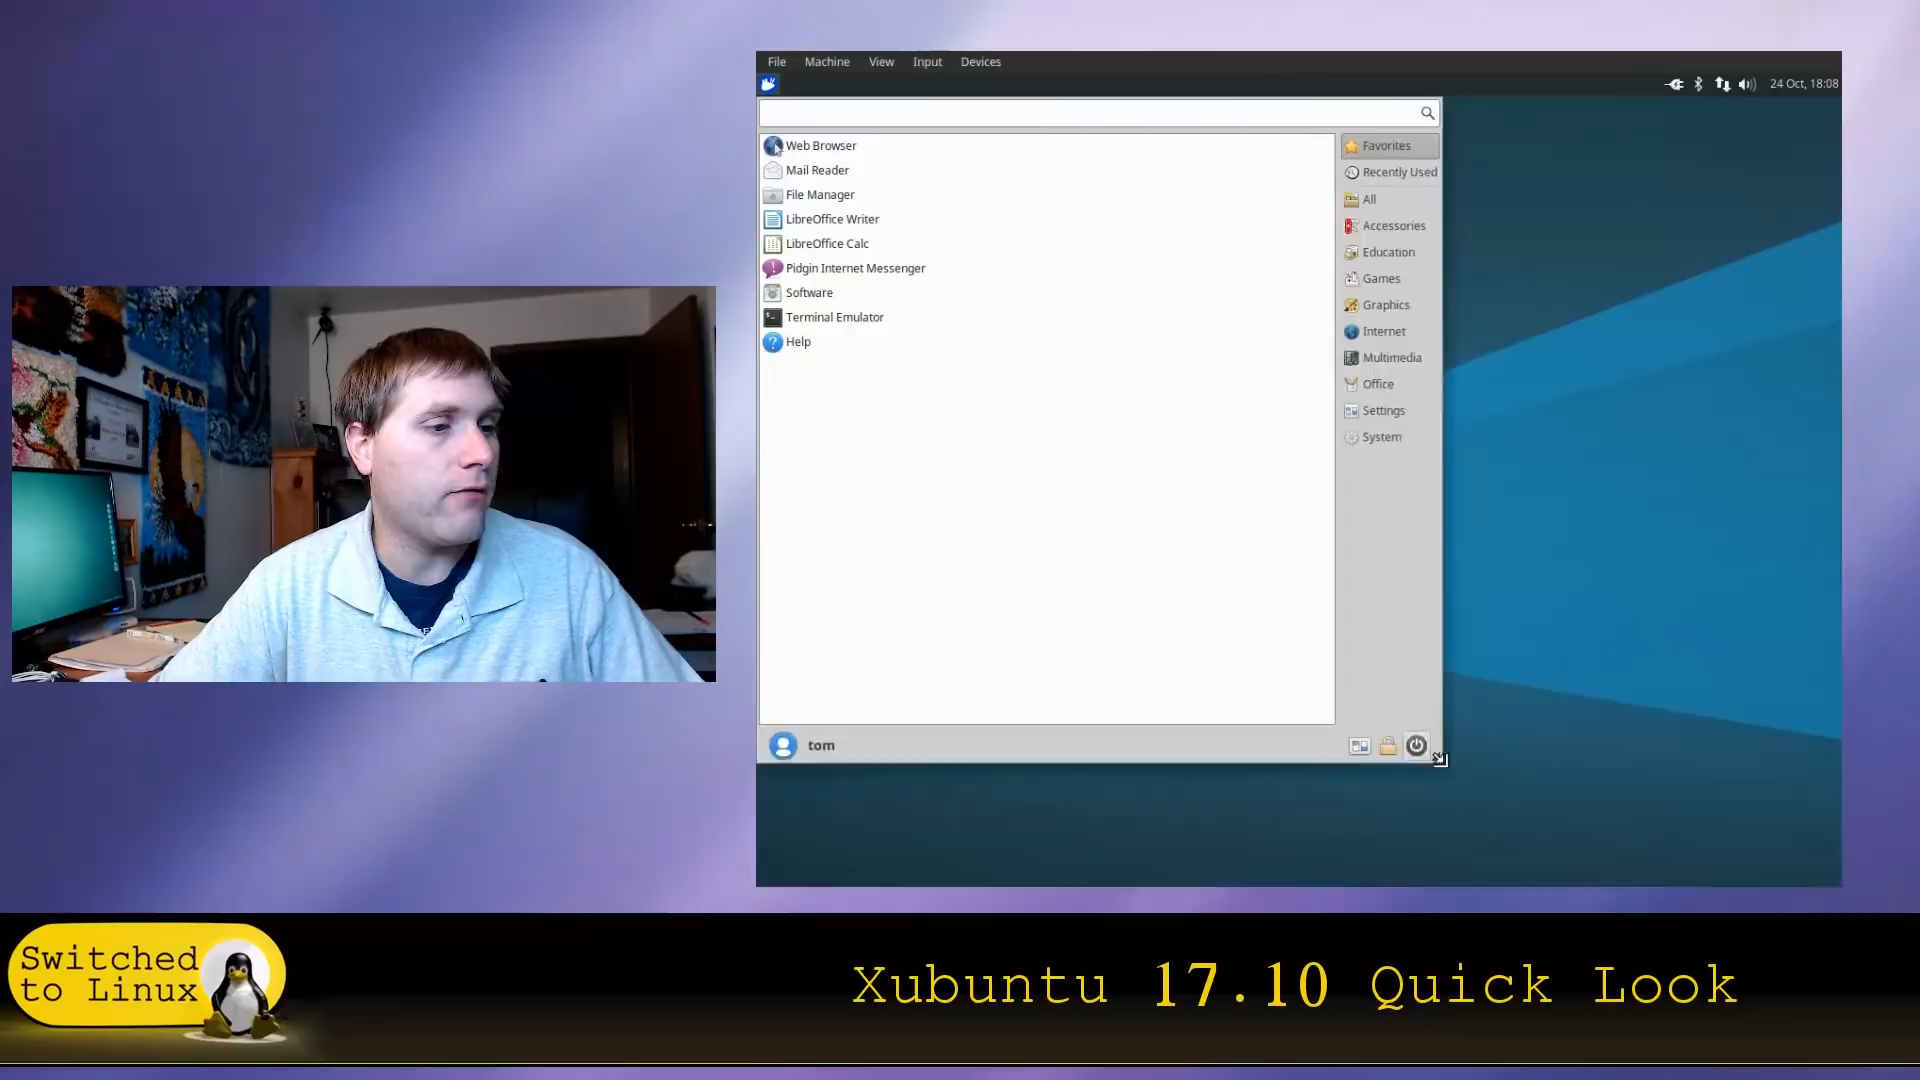 File Machine View Input Devices
24 Oct, 18:08
Web Browser
Mail Reader
File Manager
LibreOffice Writer
LibreOffice Calc
Pidgin Internet Messenger
Software
Terminal Emulator
Help
Favorites
Recently Used
All
Accessories
Education
Games
Graphics
Internet
Multimedia
Office
Settings
System
tom
Switched
to Linux
Xubuntu 17.10 Quick Look